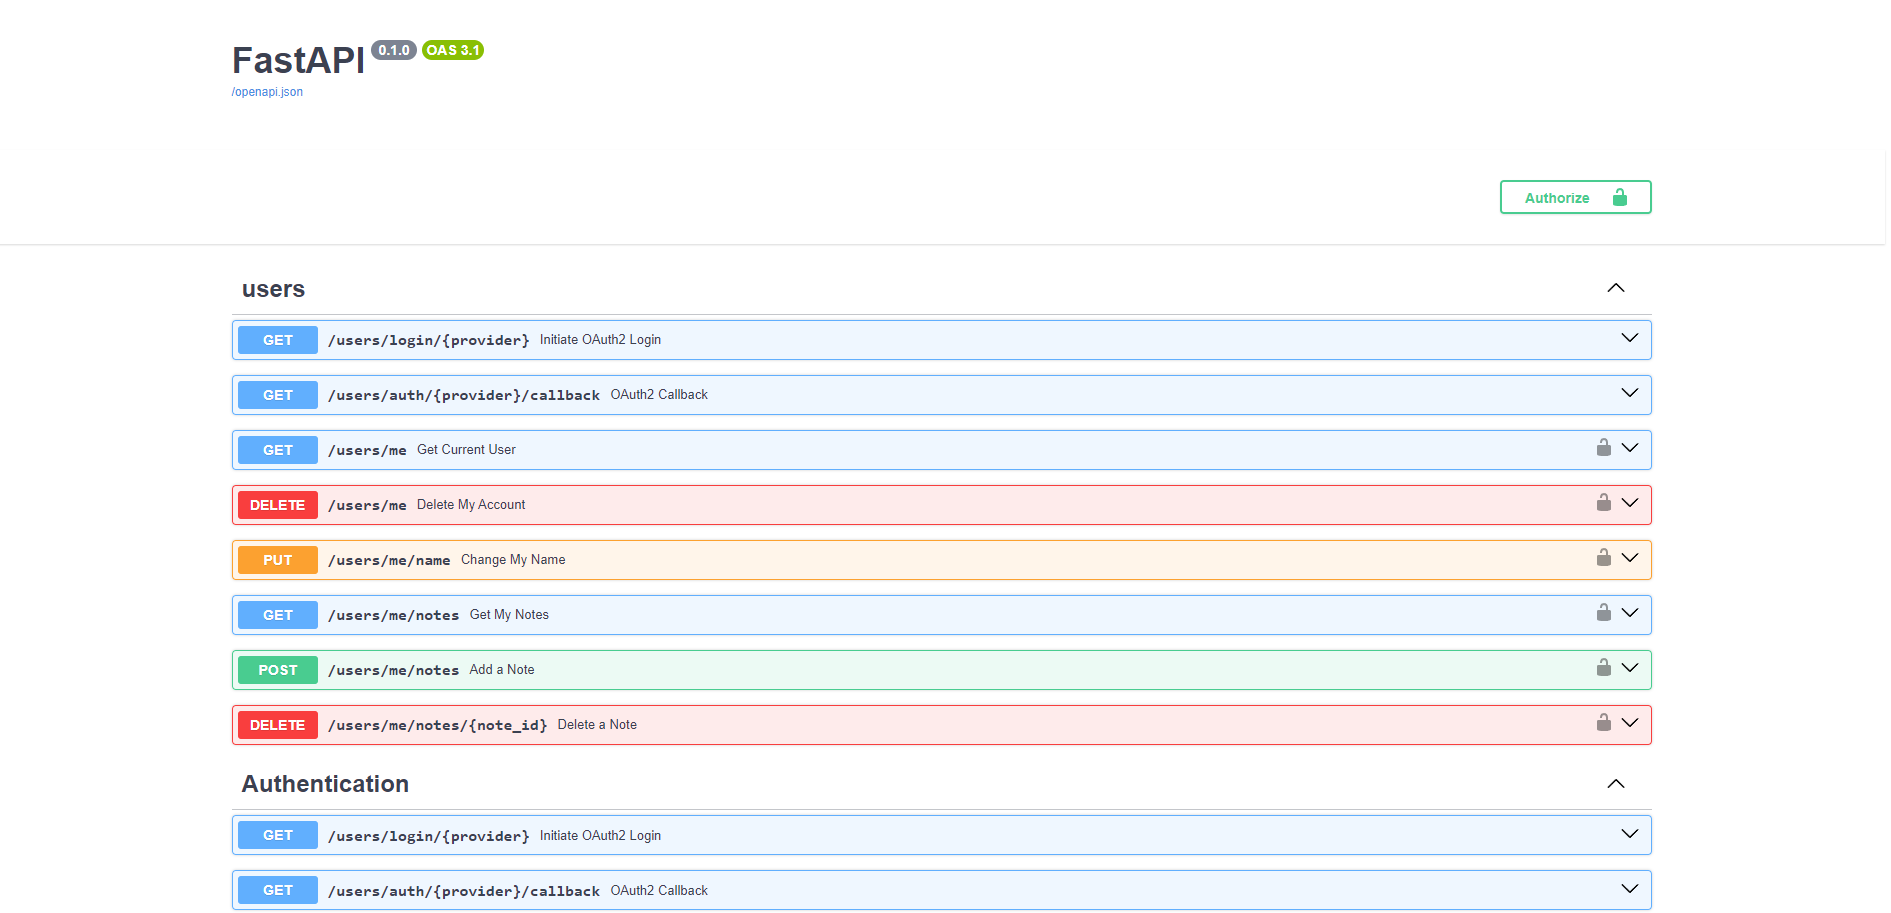 FastAPI 0.1.0 OAS 3.1
/openapi.json
Authorize
users
GET /users/login/{provider} Initiate OAuth2 Login
GET /users/auth/{provider}/callback OAuth2 Callback
GET /users/me Get Current User
DELETE /users/me Delete My Account
PUT /users/me/name Change My Name
GET /users/me/notes Get My Notes
POST /users/me/notes Add a Note
DELETE /users/me/notes/{note_id} Delete a Note
Authentication
GET /users/login/{provider} Initiate OAuth2 Login
GET /users/auth/{provider}/callback OAuth2 Callback